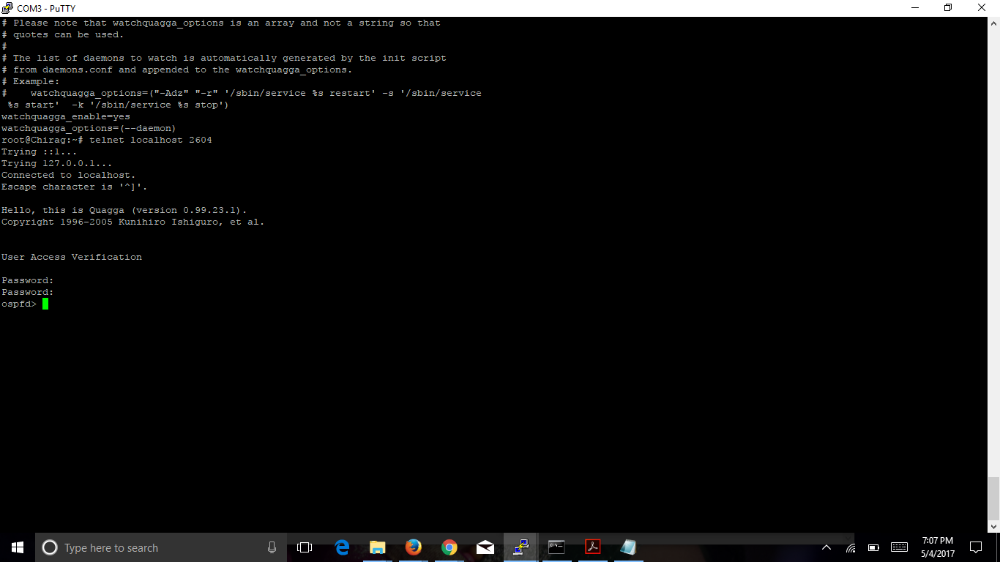 COM3 - PuTTY
# Please note that watchquagga_options is an array and not a string so that
# quotes can be used.
#
# The list of daemons to watch is automatically generated by the init script
# from daemons.conf and appended to the watchquagga_options.
# Example:
#    watchquagga_options=("-Adz" "-r" '/sbin/service %s restart' -s '/sbin/service
 %s start'  -k '/sbin/service %s stop')
watchquagga_enable=yes
watchquagga_options=(--daemon)
root@Chirag:~# telnet localhost 2604
Trying ::1...
Trying 127.0.0.1...
Connected to localhost.
Escape character is '^]'.
Hello, this is Quagga (version 0.99.23.1).
Copyright 1996-2005 Kunihiro Ishiguro, et al.
User Access Verification
Password:
Password:
ospfd>
Type here to search
7:07 PM
5/4/2017